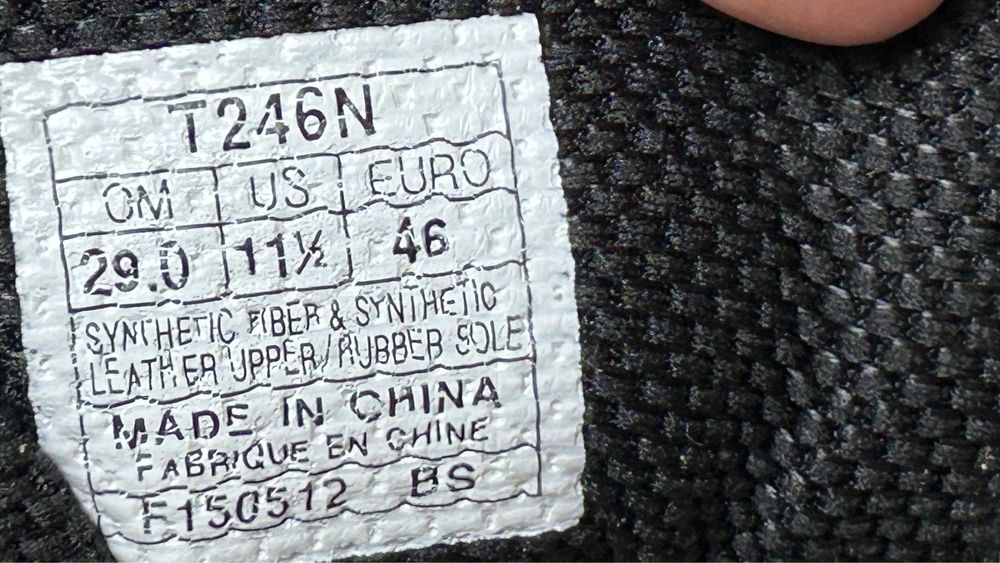 T246N
CM US EURO
29.0 11½ 46
SYNTHETIC FIBER & SYNTHETIC
LEATHER UPPER/RUBBER SOLE
MADE IN CHINA
FABRIQUE EN CHINE
F150512 BS